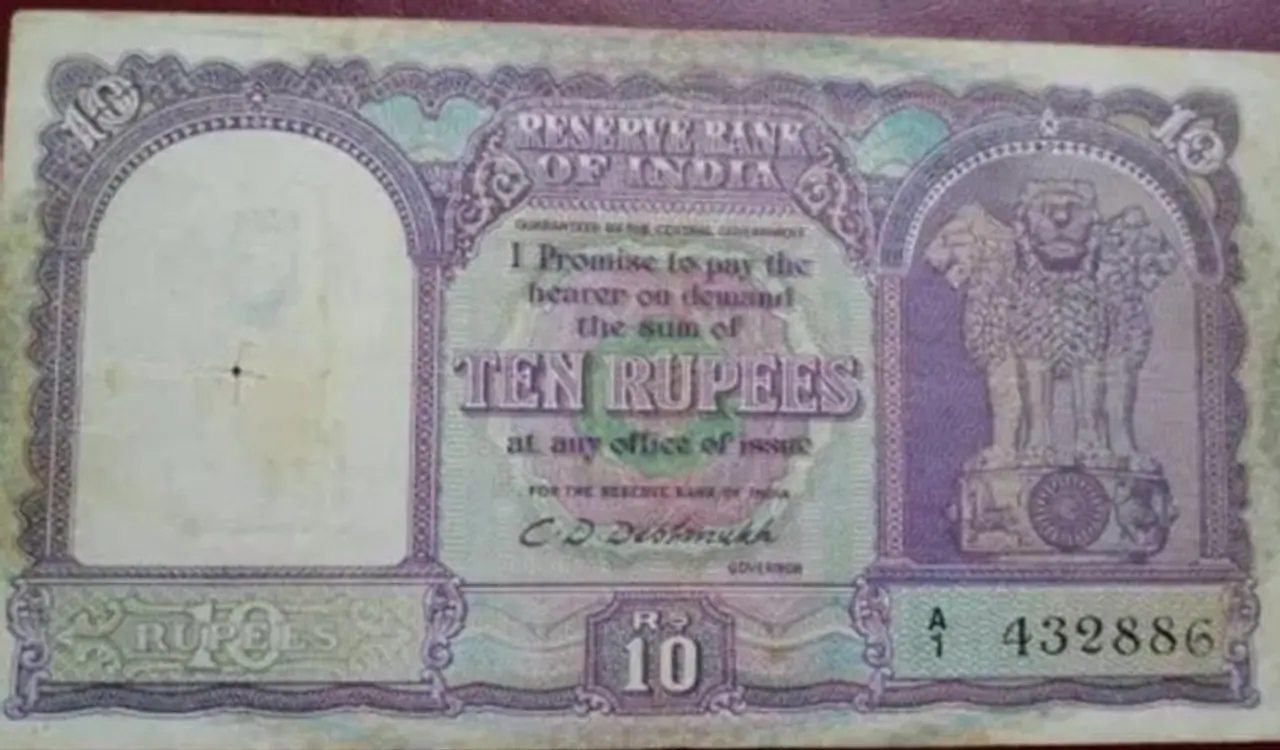 10
10
RESERVE BANK
OF INDIA
GUARANTEED BY THE CENTRAL GOVERNMENT
I Promise to pay the
bearer on demand
the sum of
TEN RUPEES
at any office of issue
FOR THE RESERVE BANK OF INDIA
C. D. Deshmukh
GOVERNOR
10
RUPEES
Rs
10
A
1 432886